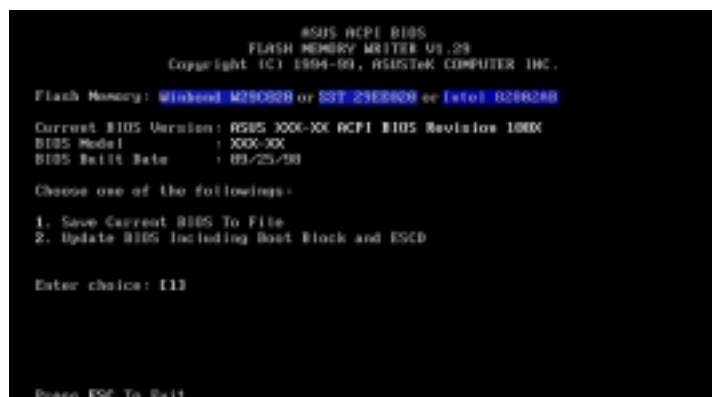 ASUS ACPI BIOS
FLASH MEMORY WRITER V1.29
Copyright (C) 1994-99, ASUSTeK COMPUTER INC.
Flash Memory: Winbond W29C020 or SST 29EE020 or Intel 82802AB
Current BIOS Version: ASUS XXX-XX ACPI BIOS Revision 100X
BIOS Model : XXX-XX
BIOS Built Date : 09/25/98
Choose one of the followings:
1. Save Current BIOS To File
2. Update BIOS Including Boot Block and ESCD
Enter choice: [1]
Press ESC To Exit